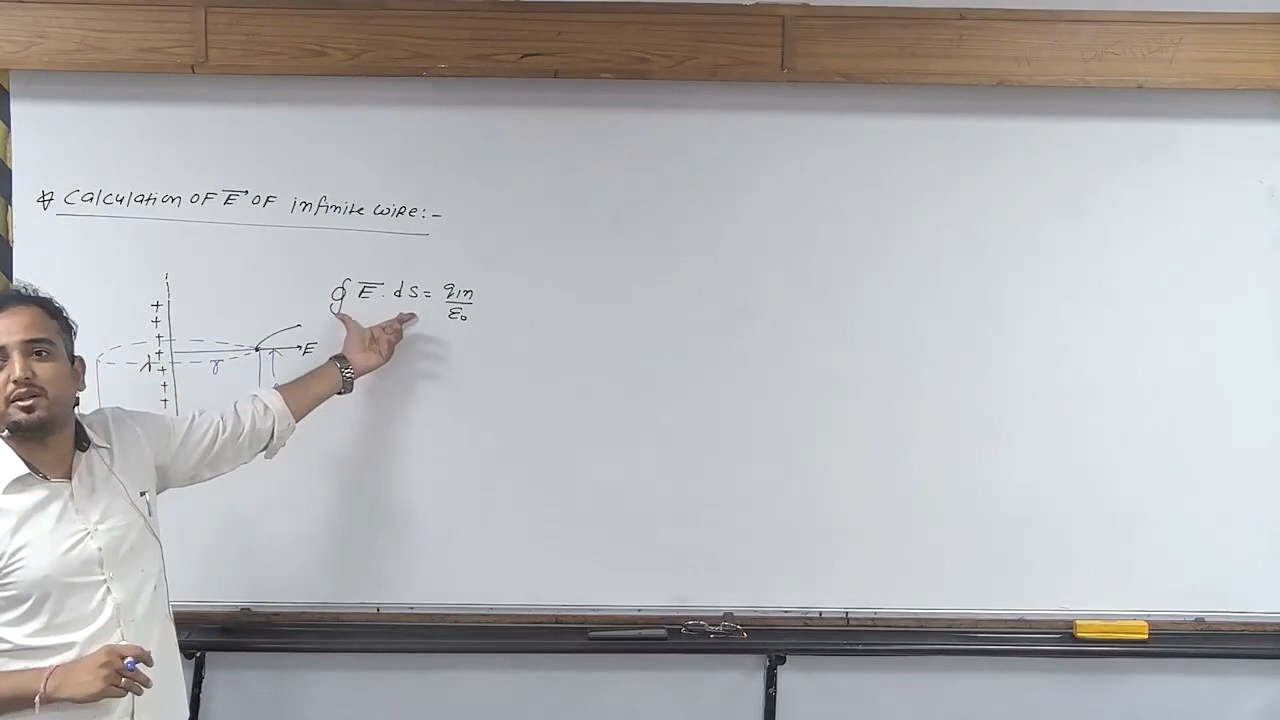 * Calculation OF E OF infinite wire:-
∮ E . ds = qin
ε₀
+
+
+
+
λ
+
+
+
r
E